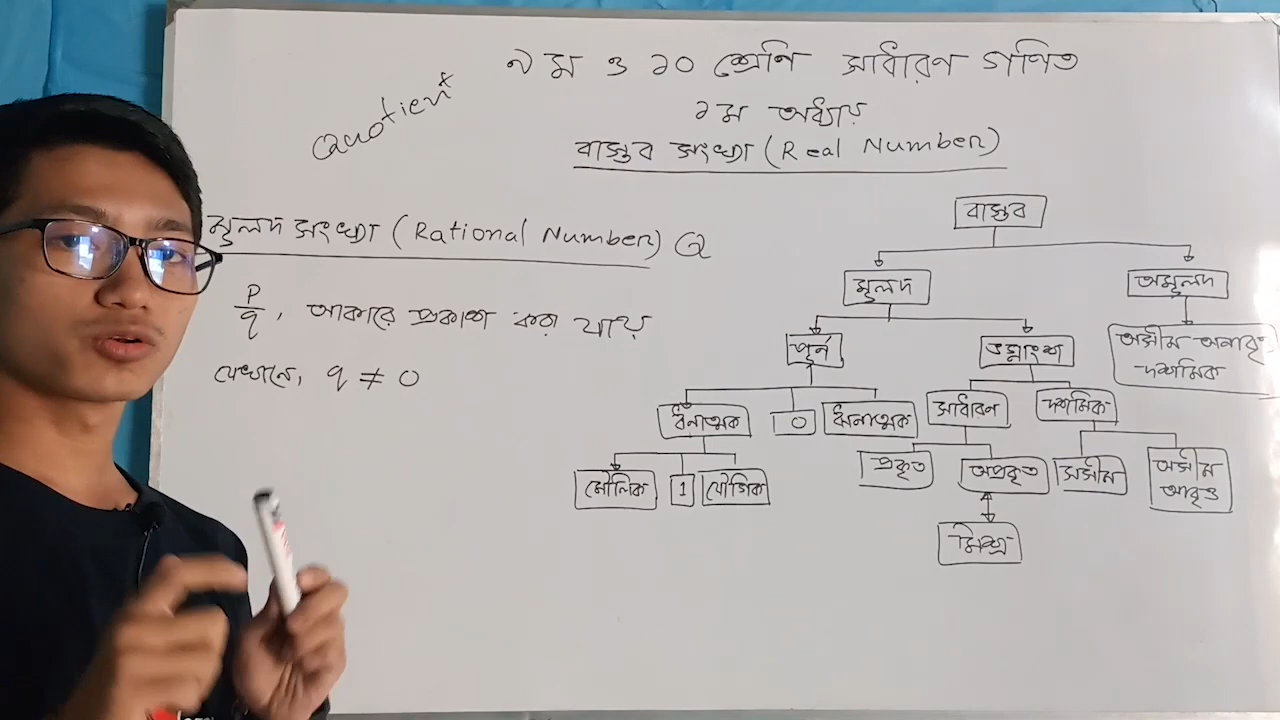 ৯ম ও ১০ শ্রেণি সাধারণ গণিত
১ম অধ্যায়
বাস্তব সংখ্যা (Real Number)
Quotient
মূলদ সংখ্যা (Rational Number) Q
p/q, আকারে প্রকাশ করা যায়
যেখানে, q ≠ 0
বাস্তব
মূলদ
অমূলদ
পূর্ন
ভগ্নাংশ
অসীম অনাবৃত্ত
দশমিক
ধনাত্মক
0
ঋনাত্মক
সাধারণ
দশমিক
মৌলিক
1
যৌগিক
প্রকৃত
অপ্রকৃত
সসীম
অসীম
আবৃত্ত
মিশ্র